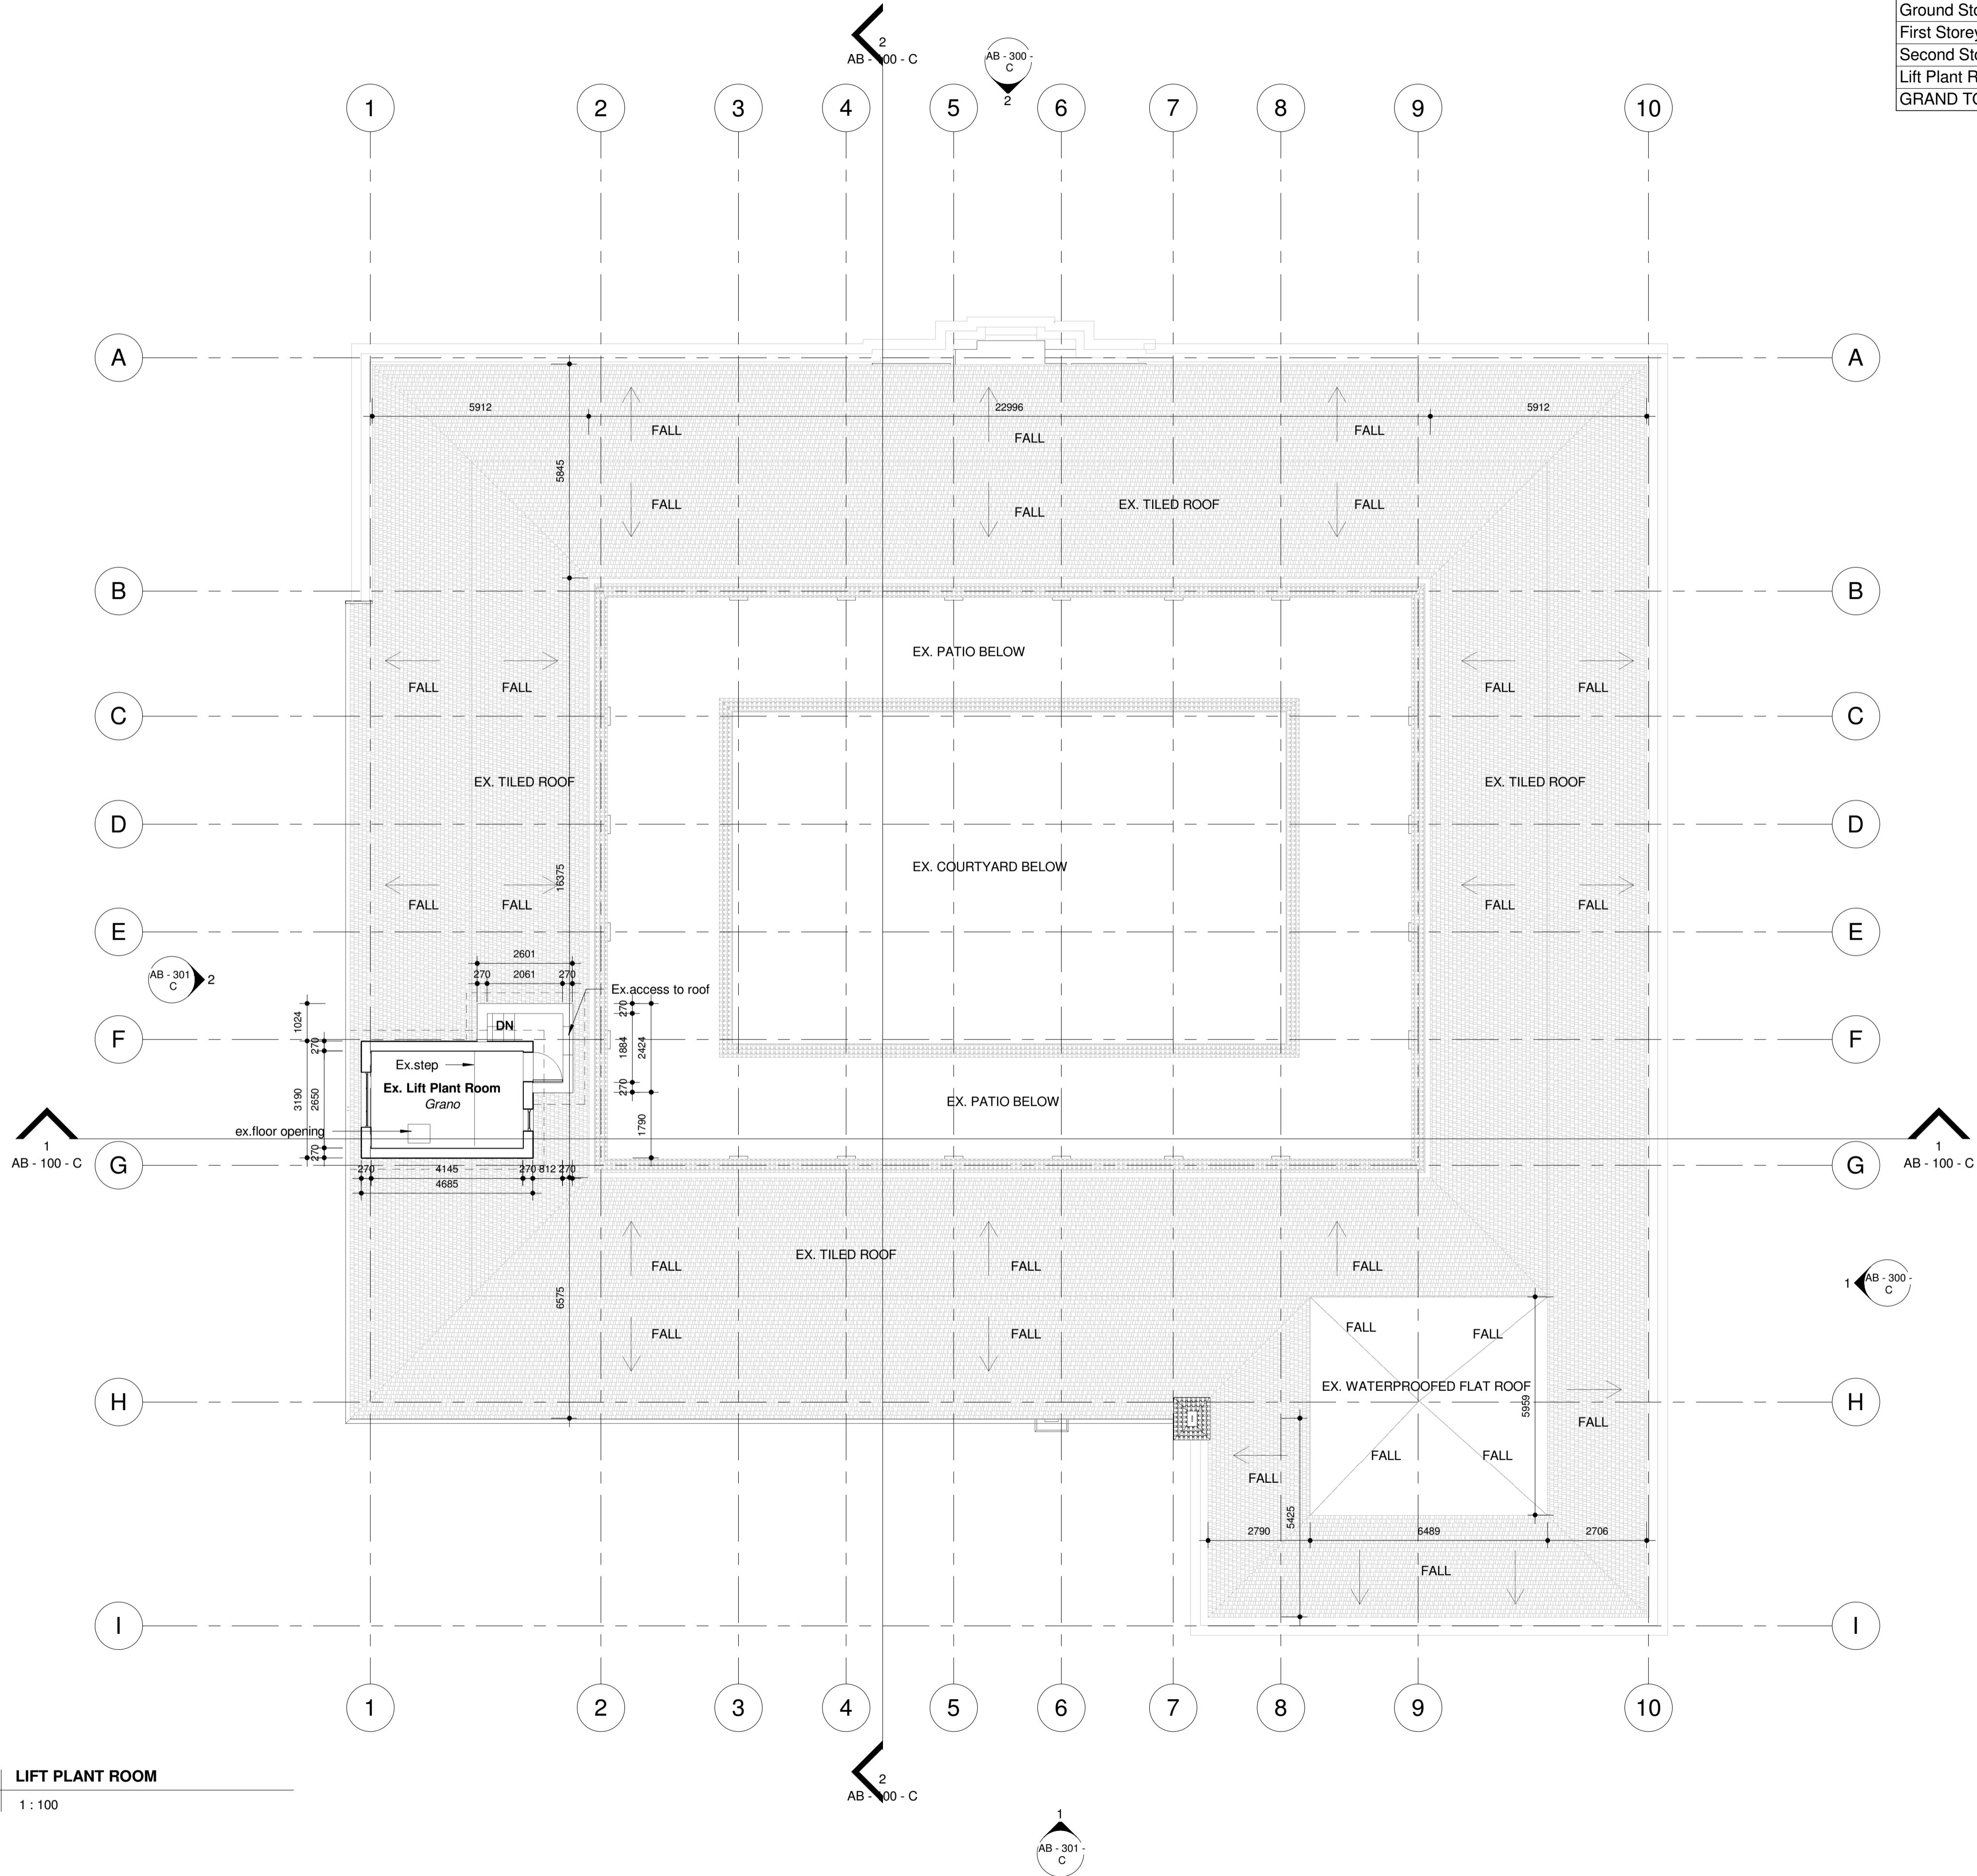 Ground Sto
First Storey
Second Sto
Lift Plant R
GRAND TO
2
AB - 100 - C
AB - 300 -
C
2
1 2 3 4 5 6 7 8 9 10
A A
5912 22996 5912
FALL FALL FALL
5845
FALL FALL EX. TILED ROOF FALL
B B
EX. PATIO BELOW
FALL FALL FALL FALL
C C
EX. TILED ROOF EX. TILED ROOF
D D
EX. COURTYARD BELOW
16375
FALL FALL FALL FALL
E E
2601
AB - 301
C
2
270 2061 270
Ex.access to roof
1024
270
DN
F F
270
1884 2424
Ex.step
Ex. Lift Plant Room
Grano
3190 2650
270
EX. PATIO BELOW
1790
ex.floor opening
1
AB - 100 - C
1
AB - 100 - C
270
G G
270 4145 270 812 270
4685
EX. TILED ROOF
FALL FALL FALL
6575
1
AB - 300 -
C
FALL FALL
FALL FALL
EX. WATERPROOFED FLAT ROOF
5959
H H
FALL
FALL FALL
FALL
5425
2790 6489 2706
FALL
I I
1 2 3 4 5 6 7 8 9 10
LIFT PLANT ROOM
1 : 100
2
AB - 100 - C
1
AB - 301 -
C